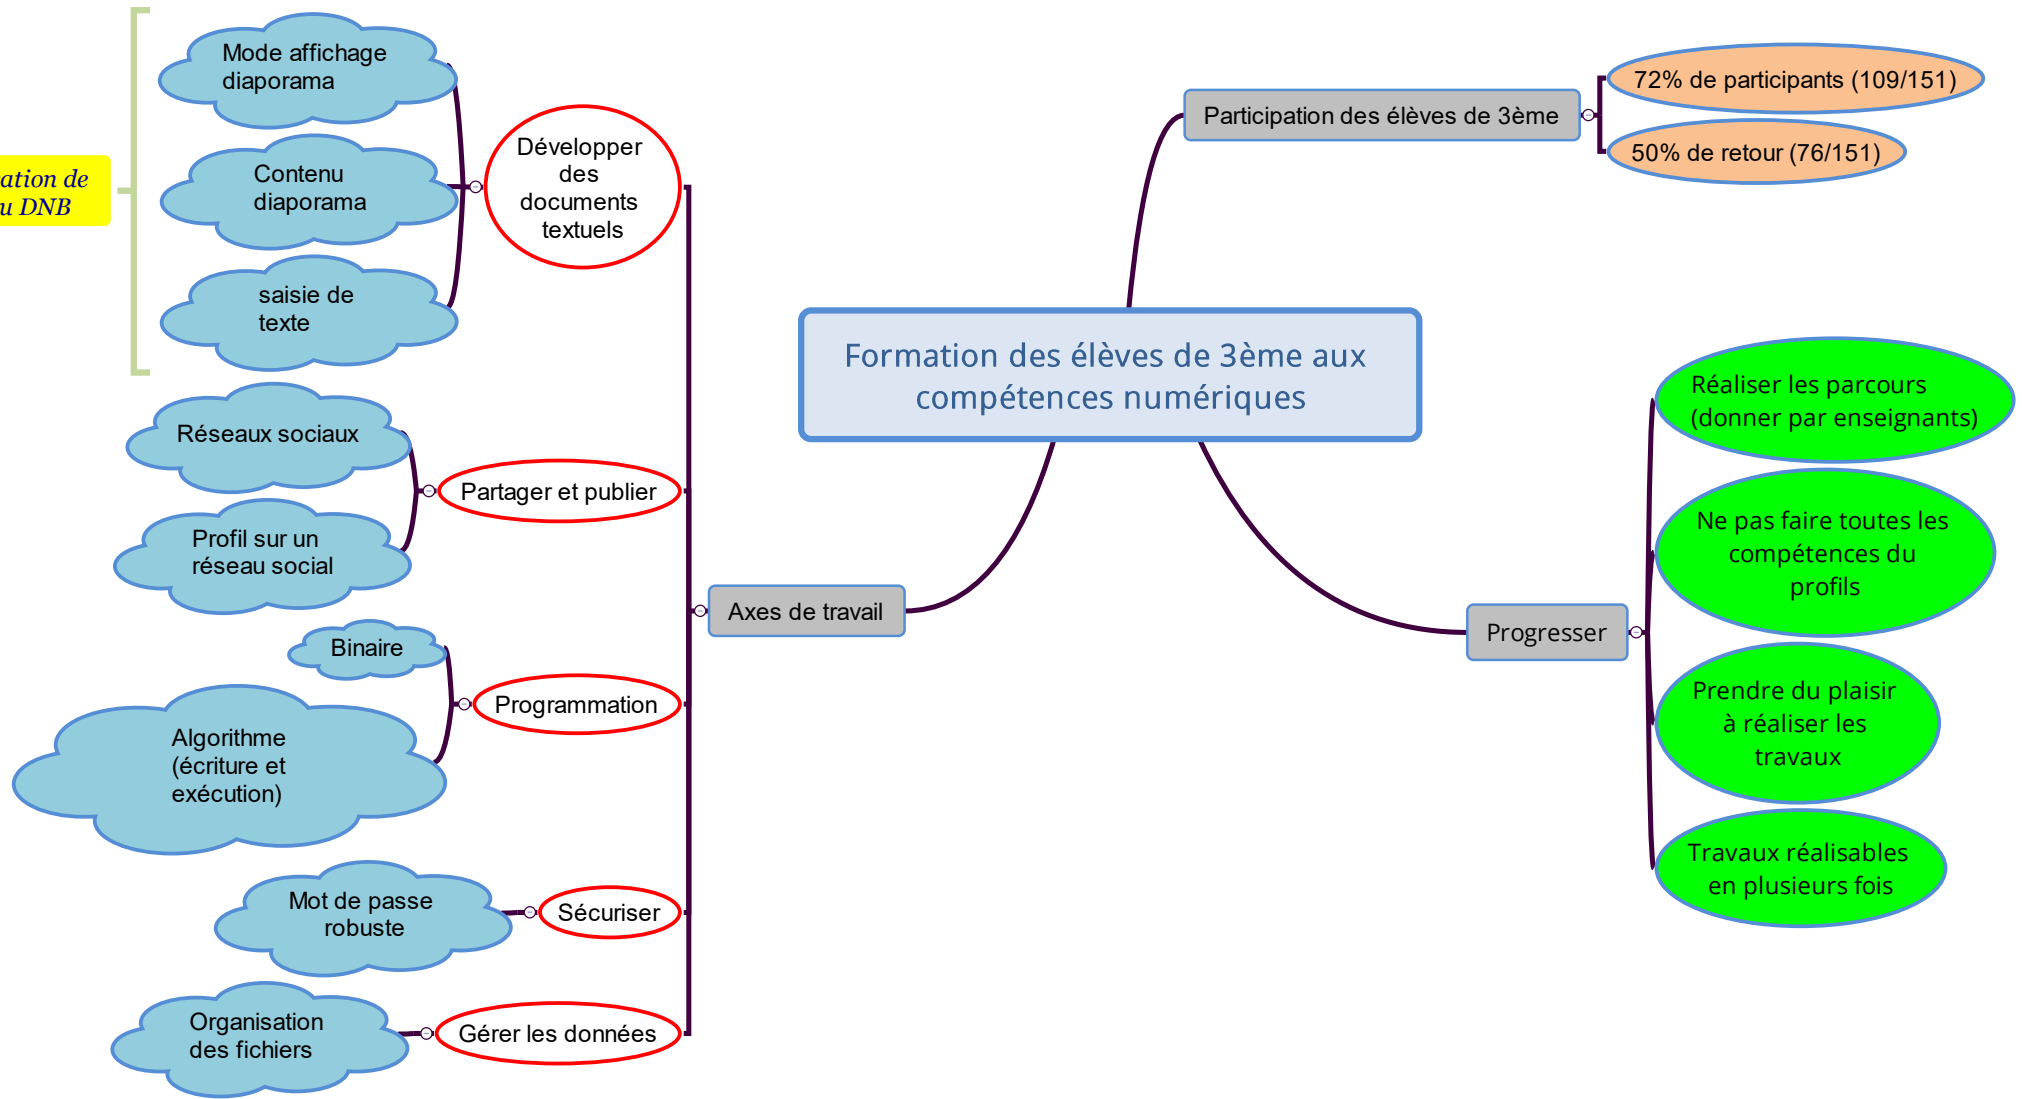 Formation des élèves de 3ème aux
compétences numériques
Participation des élèves de 3ème
72% de participants (109/151)
50% de retour (76/151)
Progresser
Réaliser les parcours
(donner par enseignants)
Ne pas faire toutes les
compétences du
profils
Prendre du plaisir
à réaliser les
travaux
Travaux réalisables
en plusieurs fois
Axes de travail
Développer
des
documents
textuels
Mode affichage
diaporama
Contenu
diaporama
saisie de
texte
de
DNB
Partager et publier
Réseaux sociaux
Profil sur un
réseau social
Programmation
Binaire
Algorithme
(écriture et
exécution)
Sécuriser
Mot de passe
robuste
Gérer les données
Organisation
des fichiers